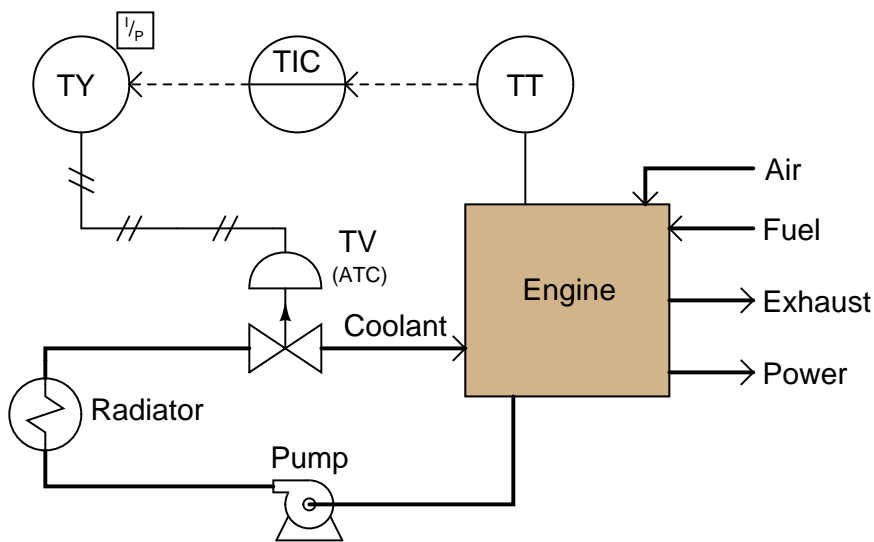 I/P
TY
TIC
TT
Air
Fuel
TV
(ATC)
Engine
Exhaust
Coolant
Power
Radiator
Pump